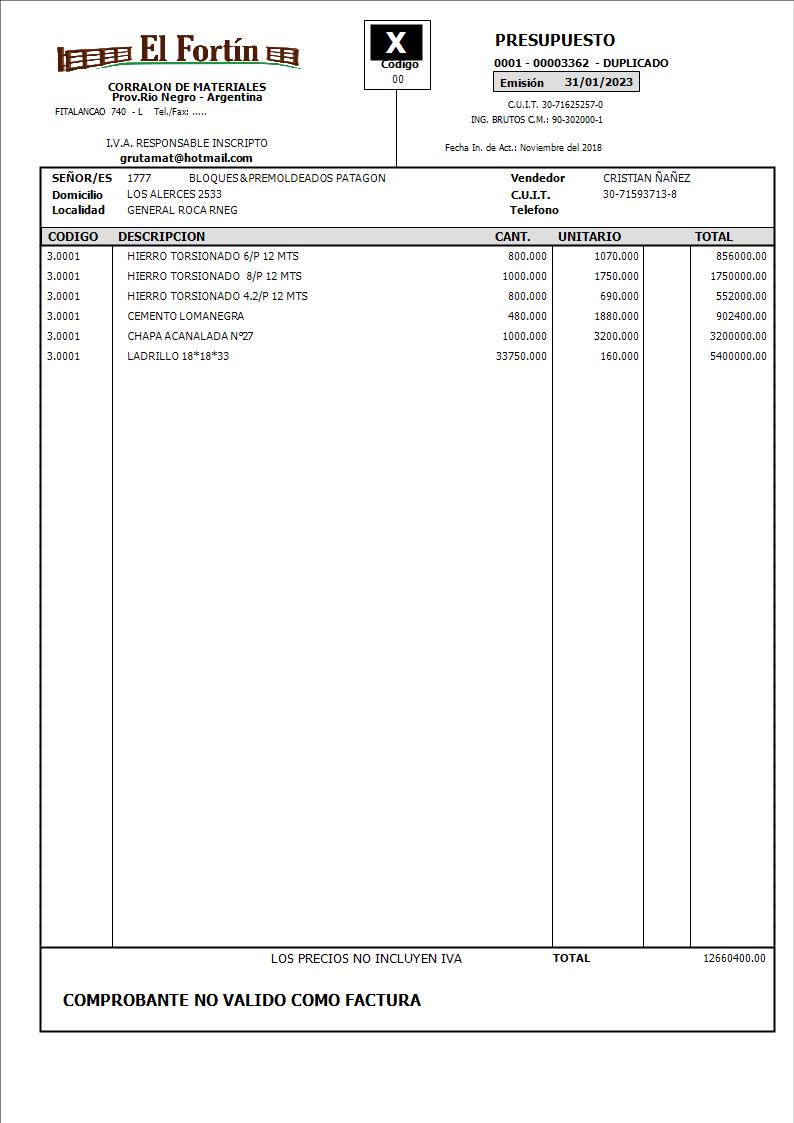 El Fortín
CORRALON DE MATERIALES
Prov.Rio Negro - Argentina
FITALANCAO 740 - L Tel./Fax: .....
I.V.A. RESPONSABLE INSCRIPTO
grutamat@hotmail.com
X
Código
00
PRESUPUESTO
0001 - 00003362 - DUPLICADO
Emisión 31/01/2023
C.U.I.T. 30-71625257-0
ING. BRUTOS C.M.: 90-302000-1
Fecha In. de Act.: Noviembre del 2018
SEÑOR/ES 1777 BLOQUES&PREMOLDEADOS PATAGON Vendedor CRISTIAN ÑAÑEZ
Domicilio LOS ALERCES 2533 C.U.I.T. 30-71593713-8
Localidad GENERAL ROCA RNEG Telefono
CODIGO DESCRIPCION CANT. UNITARIO TOTAL
3.0001 HIERRO TORSIONADO 6/P 12 MTS 800.000 1070.000 856000.00
3.0001 HIERRO TORSIONADO 8/P 12 MTS 1000.000 1750.000 1750000.00
3.0001 HIERRO TORSIONADO 4.2/P 12 MTS 800.000 690.000 552000.00
3.0001 CEMENTO LOMANEGRA 480.000 1880.000 902400.00
3.0001 CHAPA ACANALADA Nº27 1000.000 3200.000 3200000.00
3.0001 LADRILLO 18*18*33 33750.000 160.000 5400000.00
LOS PRECIOS NO INCLUYEN IVA TOTAL 12660400.00
COMPROBANTE NO VALIDO COMO FACTURA